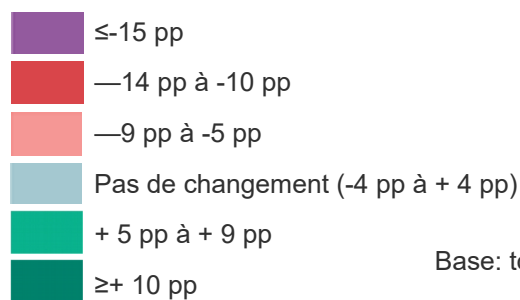 ≤-15 pp
—14 pp à -10 pp
—9 pp à -5 pp
Pas de changement (-4 pp à + 4 pp)
+ 5 pp à + 9 pp
Base:
≥+ 10 pp